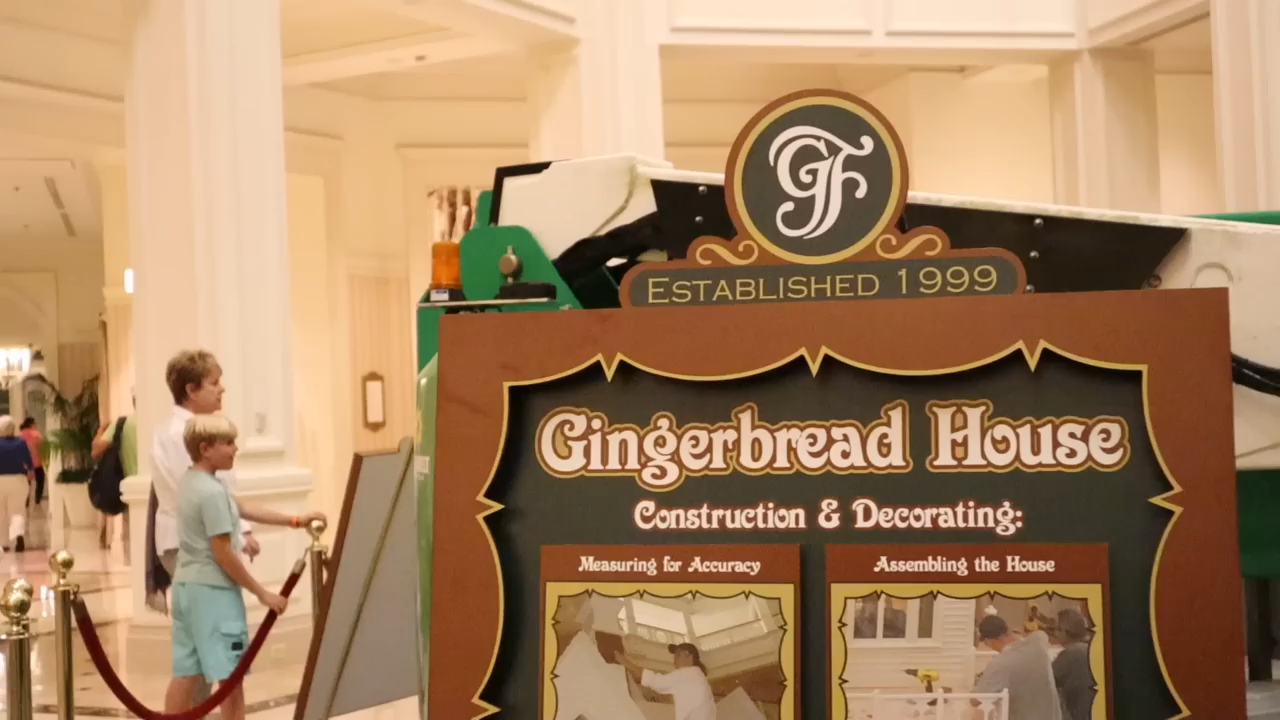 GF
ESTABLISHED 1999
Gingerbread House
Construction & Decorating:
Measuring for Accuracy
Assembling the House